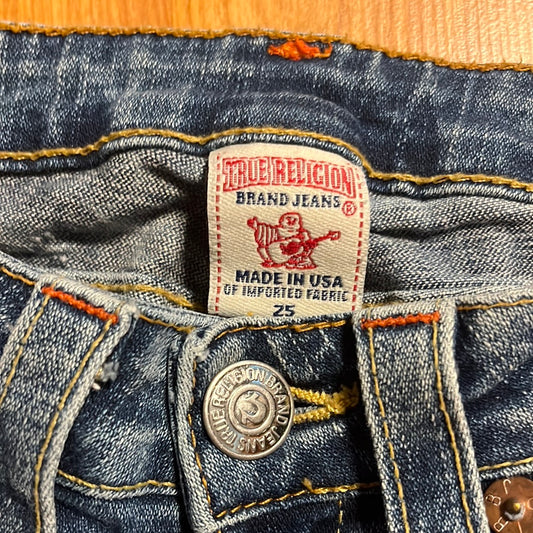 TRUE RELIGION
BRAND JEANS
®
MADE IN USA
OF IMPORTED FABRIC
25
TRUE RELIGION BRAND JEANS